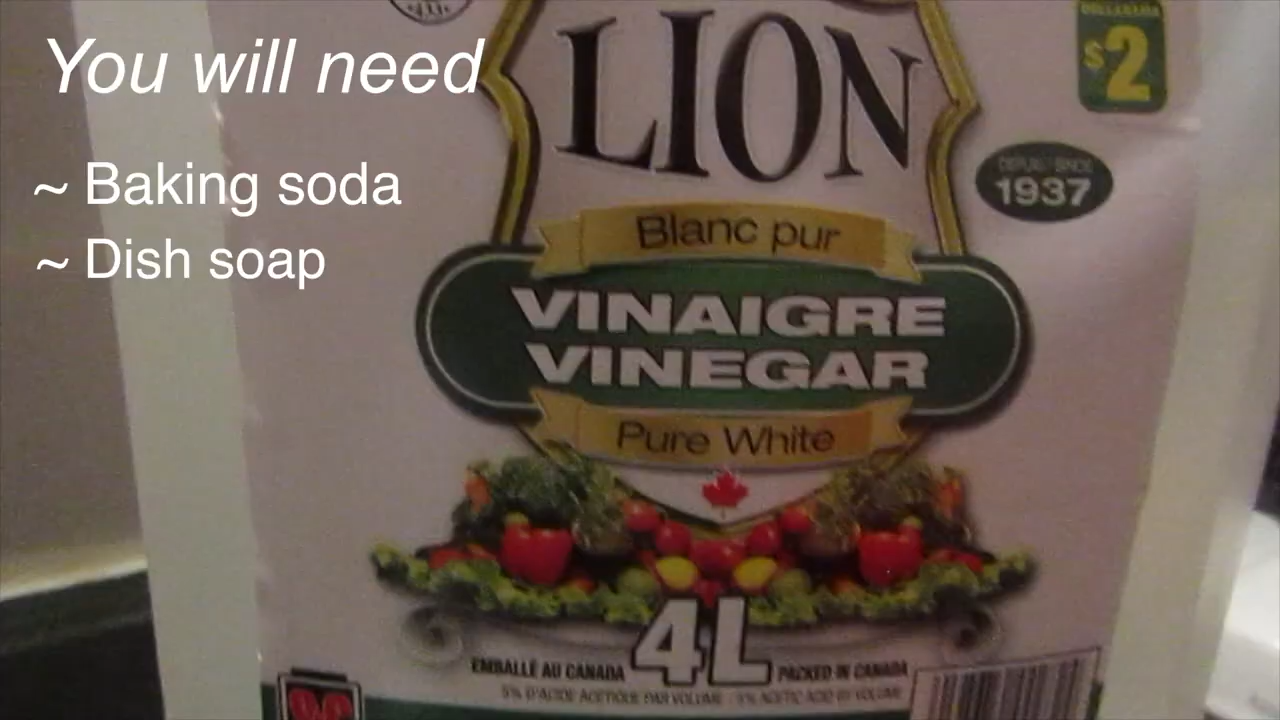 You will need
~ Baking soda
~ Dish soap
LION
$2
DEPUIS SINCE
1937
Blanc pur
VINAIGRE
VINEGAR
Pure White
4L
EMBALLÉ AU CANADA PACKED IN CANADA
5% D'ACIDE ACÉTIQUE PAR VOLUME 5% ACETIC ACID BY VOLUME